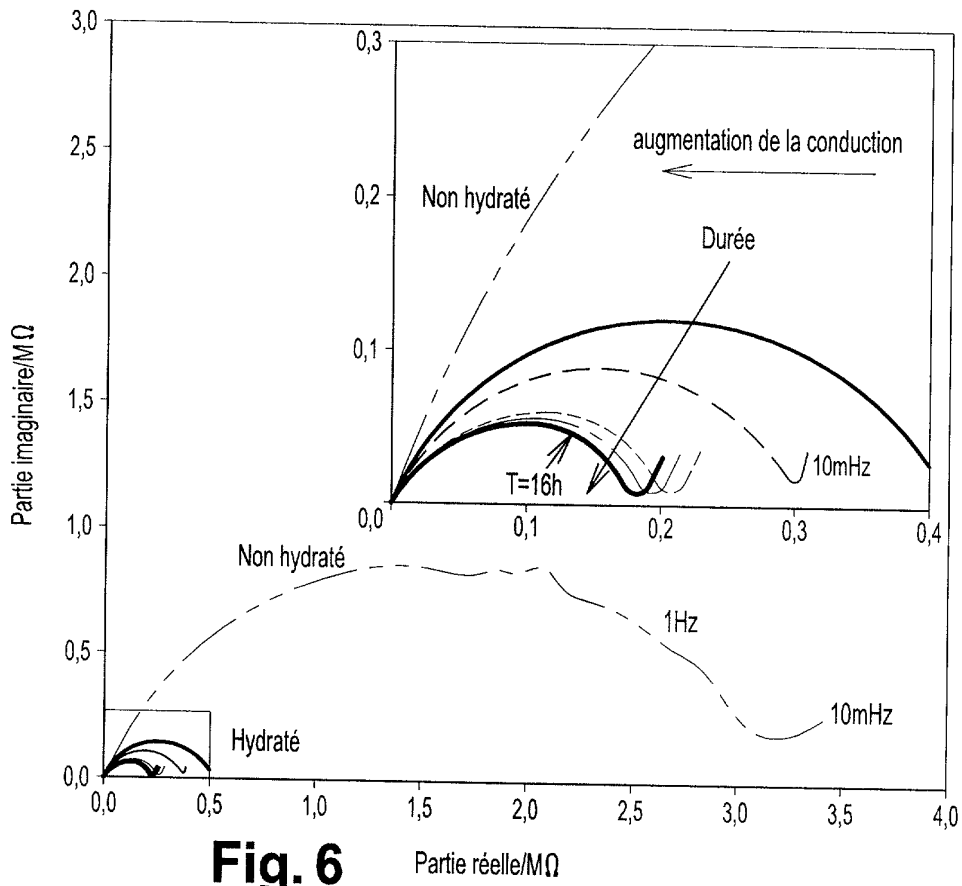 3,0
2,5
2,0
1,5
1,0
0,5
0,0
Partie imaginaire/MΩ
0,3
0,2
0,1
0,0
augmentation de la conduction
Non hydraté
Durée
T=16h
10mHz
0,1
0,2
0,3
0,4
Non hydraté
1Hz
10mHz
Hydraté
0,0
0,5
1,0
1,5
2,0
2,5
3,0
3,5
4,0
Fig. 6
Partie réelle/MΩ